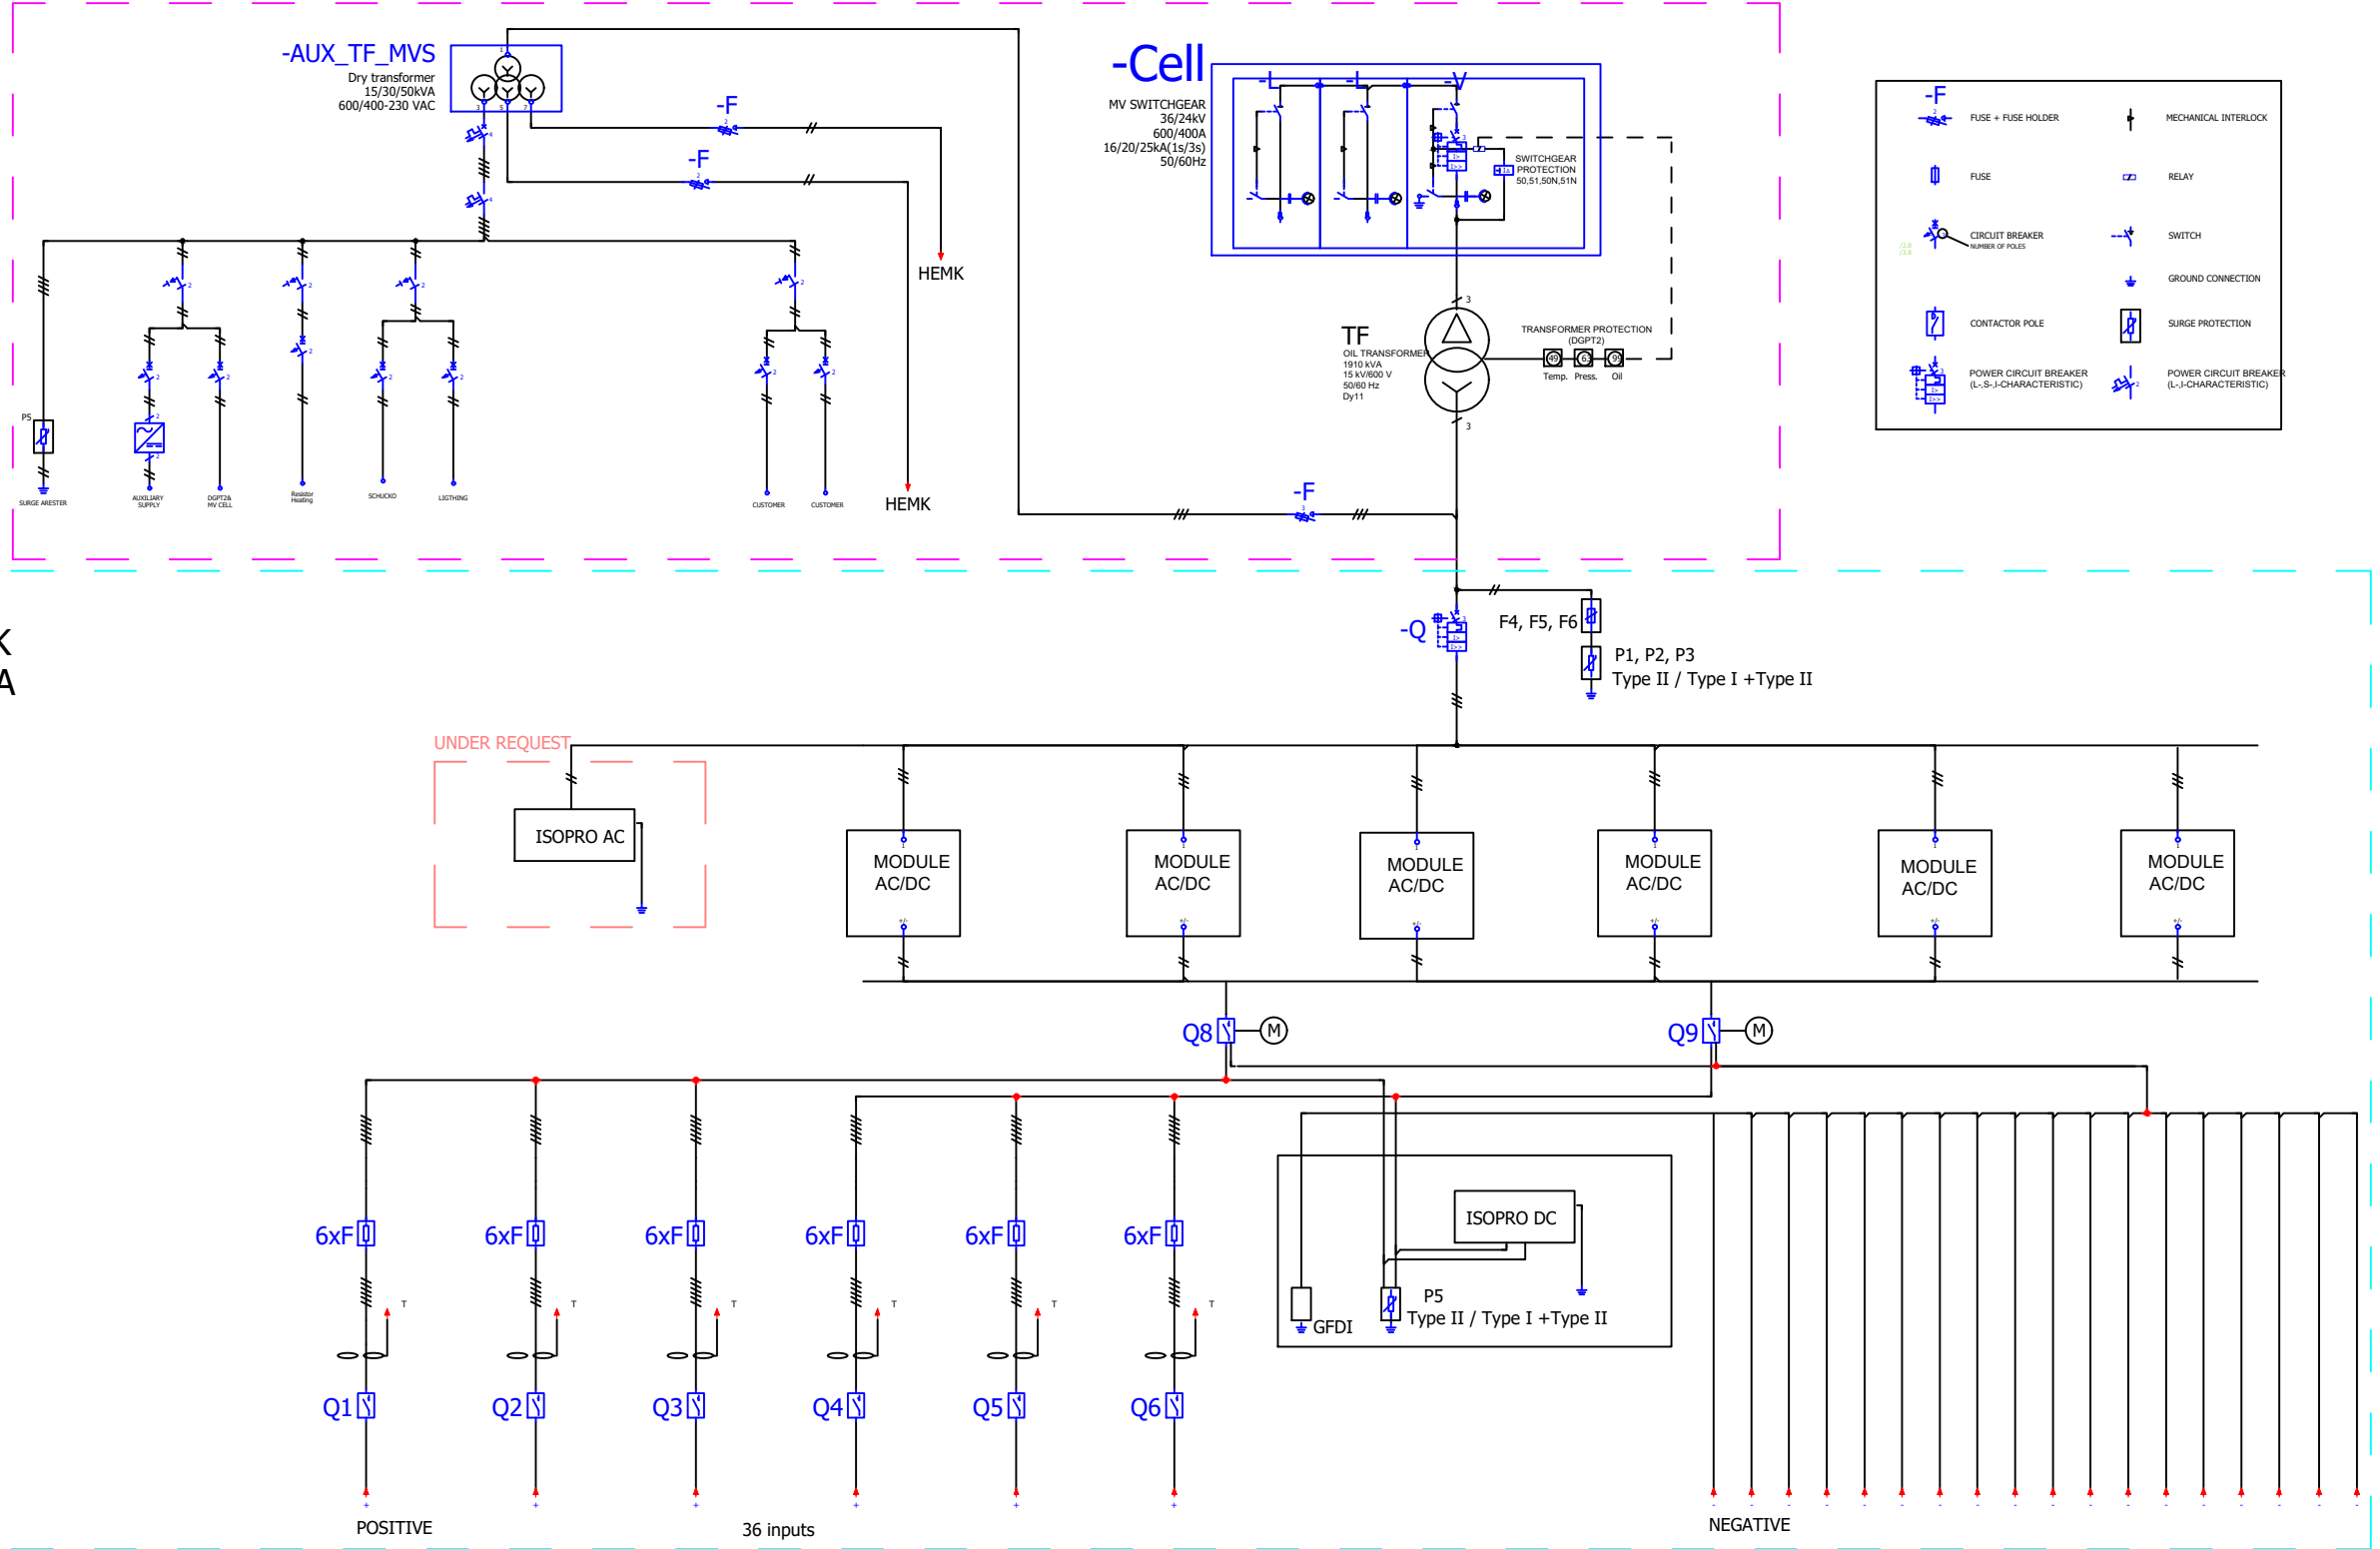 -AUX_TF_MVS
Dry transformer
15/30/50kVA
600/400-230 VAC
-F
-F
HEMK
HEMK
P5
SURGE ARESTER
AUXILIARY
SUPPLY
DGPT2&
MV CELL
Resistor
Heating
SCHUCKO
LIGTHING
CUSTOMER
CUSTOMER
-Cell
MV SWITCHGEAR
36/24kV
600/400A
16/20/25kA(1s/3s)
50/60Hz
-L
-L
-V
SWITCHGEAR
PROTECTION
50,51,50N,51N
3
TF
OIL TRANSFORMER
1910 kVA
15 kV/600 V
50/60 Hz
Dy11
3
TRANSFORMER PROTECTION
(DGPT2)
49
63
99
Temp.
Press.
Oil
-F
-F
FUSE + FUSE HOLDER
MECHANICAL INTERLOCK
FUSE
RELAY
CIRCUIT BREAKER
NUMBER OF POLES
SWITCH
GROUND CONNECTION
CONTACTOR POLE
SURGE PROTECTION
POWER CIRCUIT BREAKER
(L-,S-,I-CHARACTERISTIC)
POWER CIRCUIT BREAKER
(L-,I-CHARACTERISTIC)
K
A
-Q
F4, F5, F6
P1, P2, P3
Type II / Type I +Type II
UNDER REQUEST
ISOPRO AC
MODULE
AC/DC
MODULE
AC/DC
MODULE
AC/DC
MODULE
AC/DC
MODULE
AC/DC
MODULE
AC/DC
Q8
M
Q9
M
6xF
6xF
6xF
6xF
6xF
6xF
T
T
T
T
T
T
ISOPRO DC
GFDI
P5
Type II / Type I +Type II
Q1
Q2
Q3
Q4
Q5
Q6
POSITIVE
36 inputs
NEGATIVE